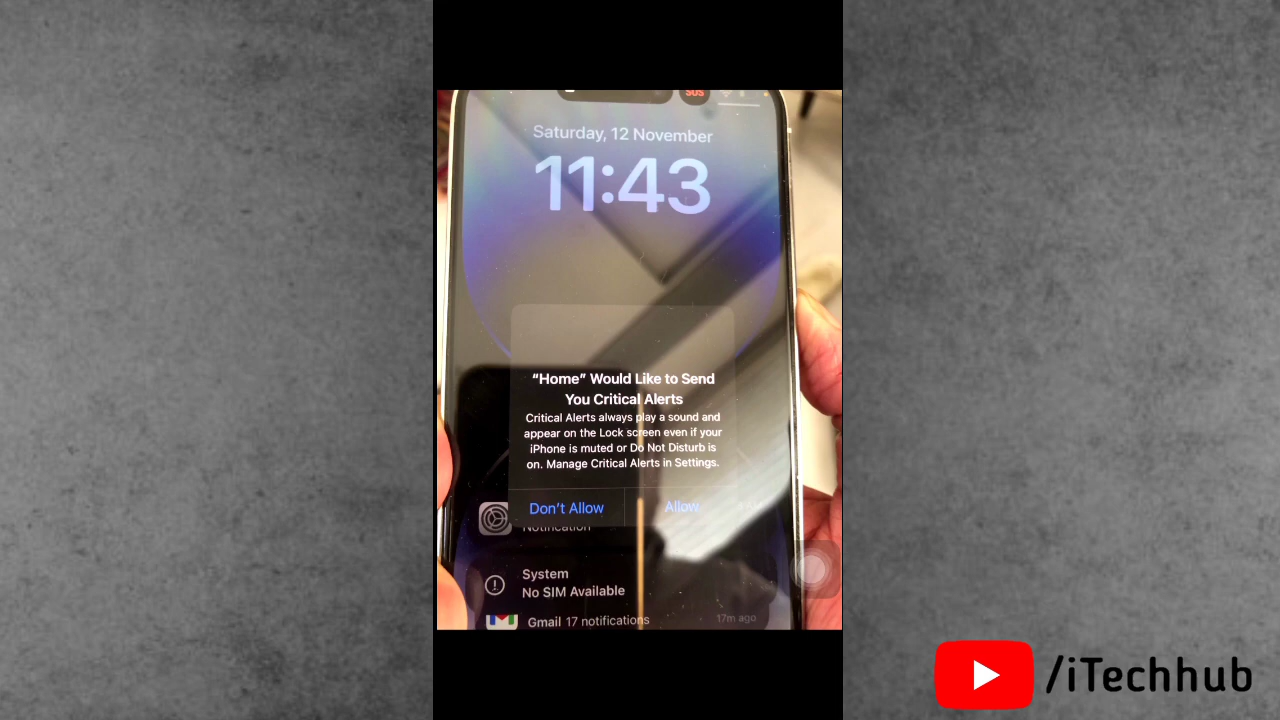 SOS
Saturday, 12 November
11:43
“Home” Would Like to Send
You Critical Alerts
Critical Alerts always play a sound and
appear on the Lock screen even if your
iPhone is muted or Do Not Disturb is
on. Manage Critical Alerts in Settings.
Don’t Allow
Allow
Notification
System
No SIM Available
Gmail 17 notifications
17m ago
/iTechhub